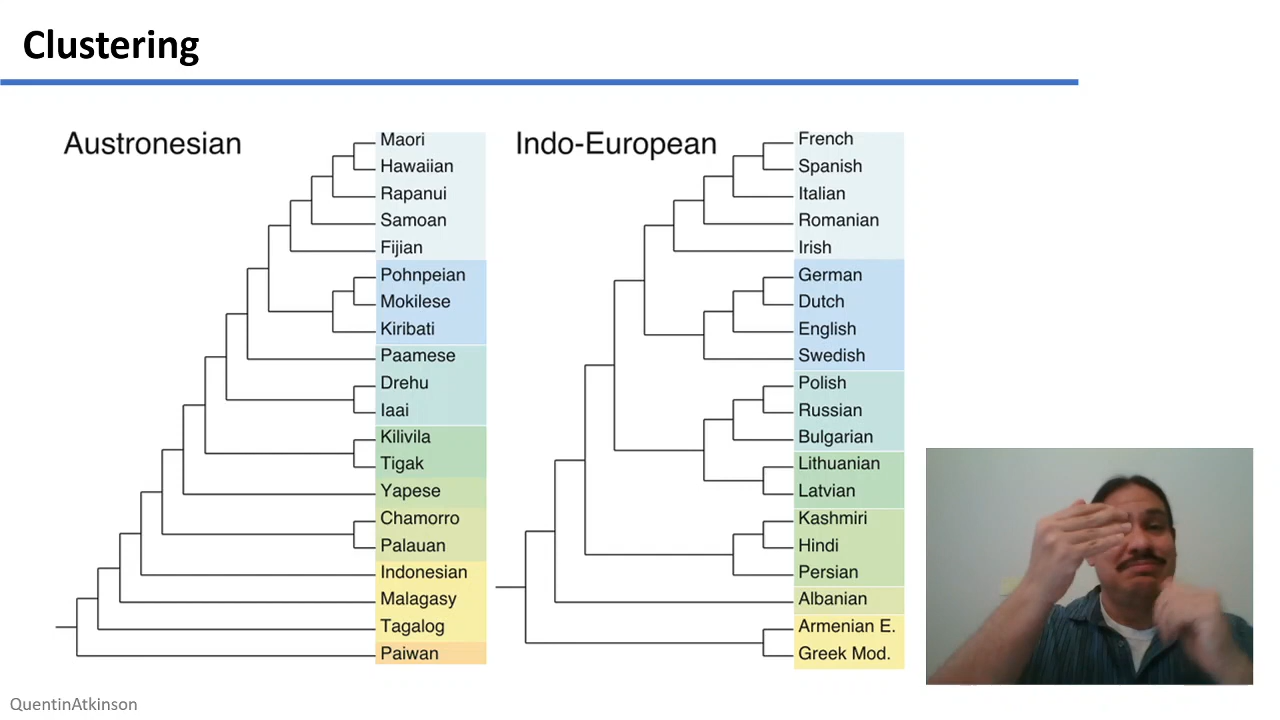 Clustering
Austronesian
Maori
Hawaiian
Rapanui
Samoan
Fijian
Pohnpeian
Mokilese
Kiribati
Paamese
Drehu
Iaai
Kilivila
Tigak
Yapese
Chamorro
Palauan
Indonesian
Malagasy
Tagalog
Paiwan
Indo-European
French
Spanish
Italian
Romanian
Irish
German
Dutch
English
Swedish
Polish
Russian
Bulgarian
Lithuanian
Latvian
Kashmiri
Hindi
Persian
Albanian
Armenian E.
Greek Mod.
QuentinAtkinson